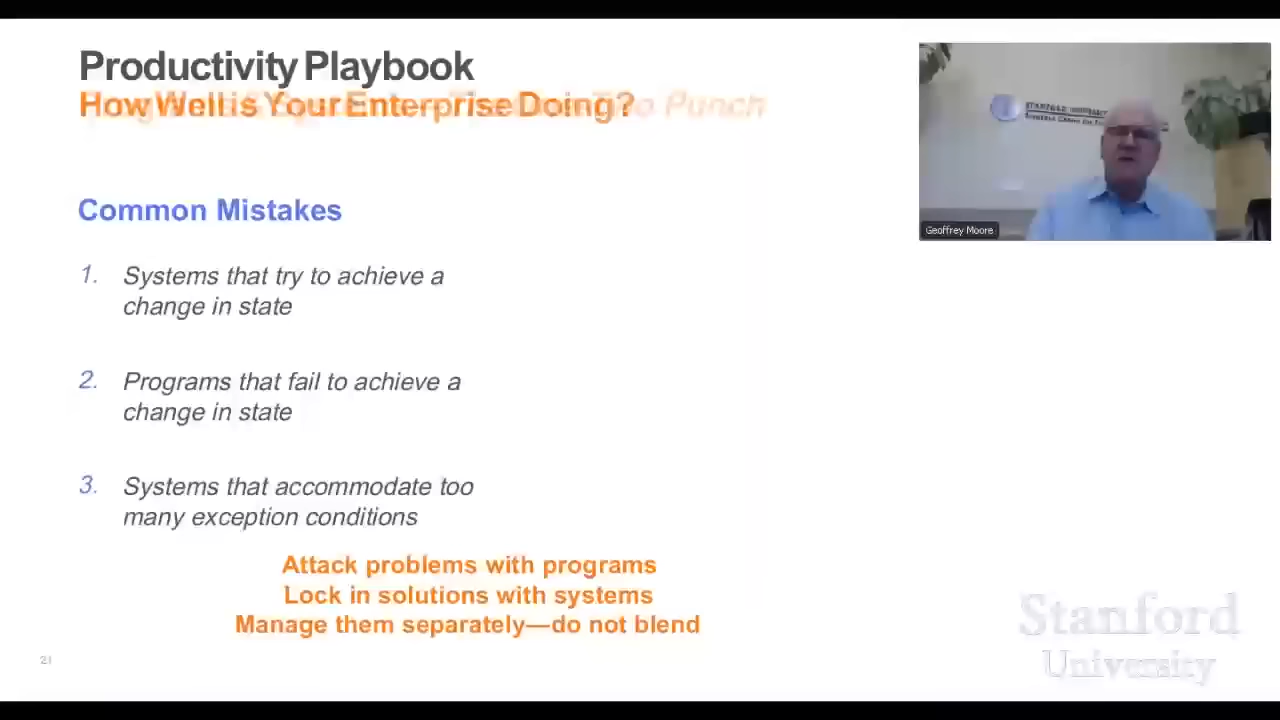 Productivity Playbook
How Well is Your Enterprise Doing?
Punch
Common Mistakes
1. Systems that try to achieve a
change in state
2. Programs that fail to achieve a
change in state
3. Systems that accommodate too
many exception conditions
Attack problems with programs
Lock in solutions with systems
Manage them separately—do not blend
21
Geoffrey Moore
Stanford
University